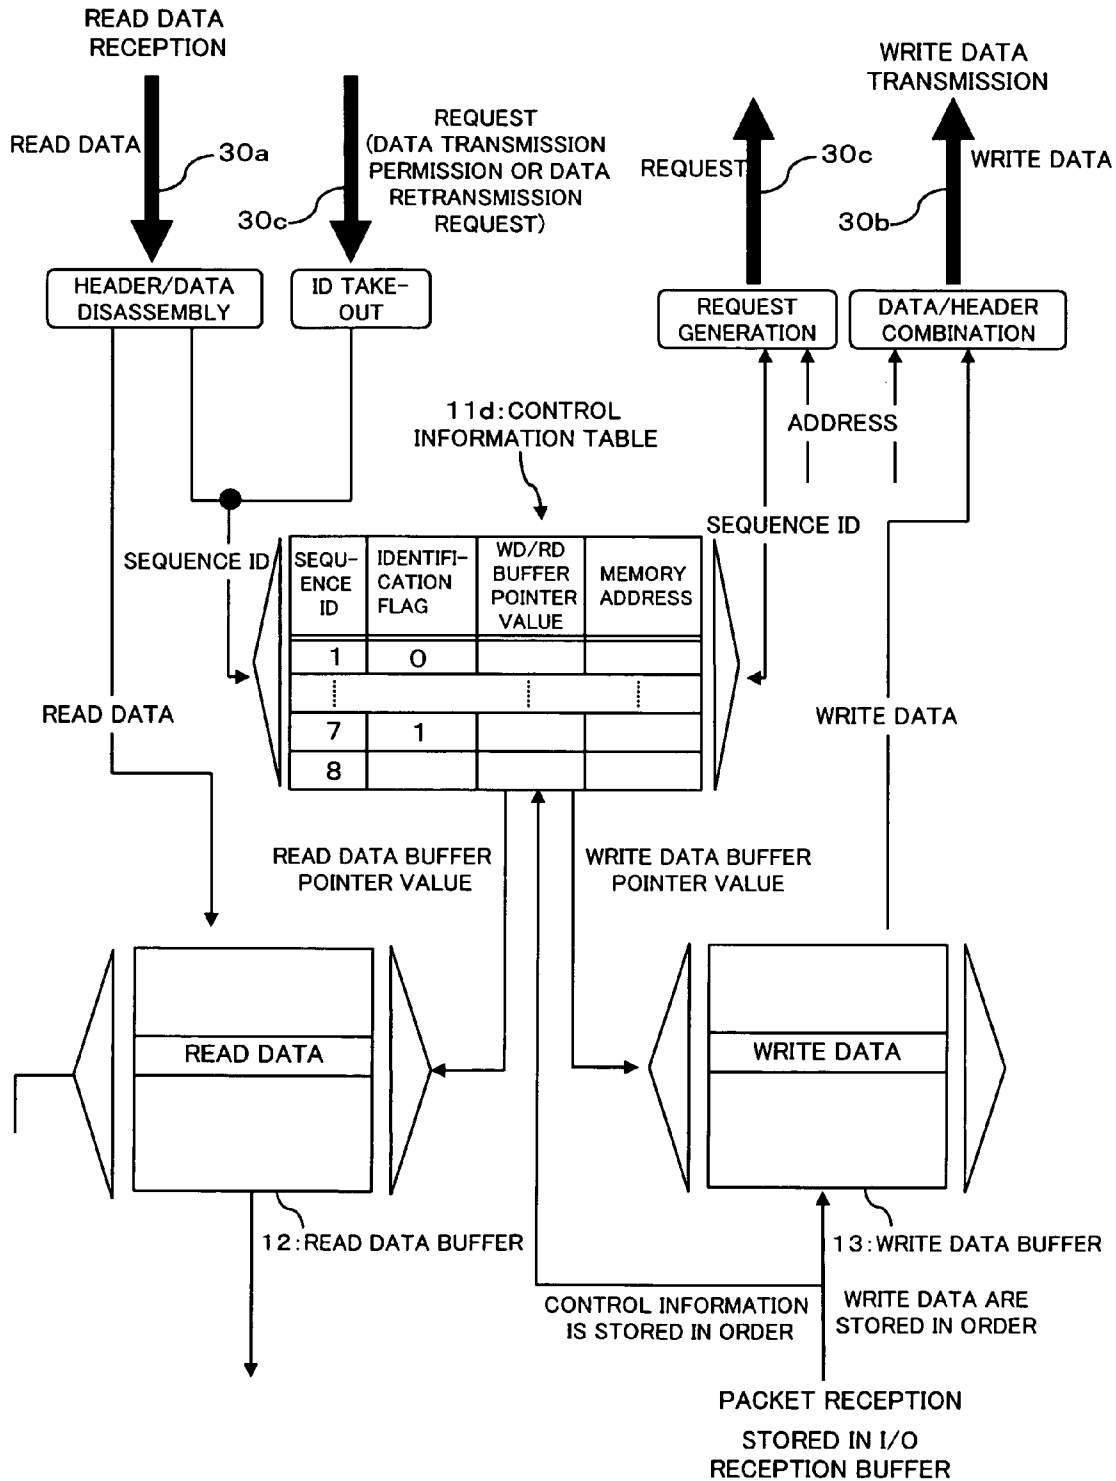 READ DATA
RECEPTION
WRITE DATA
TRANSMISSION
READ DATA
30a
REQUEST
(DATA TRANSMISSION
PERMISSION OR DATA
RETRANSMISSION
REQUEST)
30c
REQUEST
30c
30b
WRITE DATA
HEADER/DATA
DISASSEMBLY
ID TAKE-
OUT
REQUEST
GENERATION
DATA/HEADER
COMBINATION
11d:CONTROL
INFORMATION TABLE
ADDRESS
SEQUENCE ID
SEQUENCE ID
SEQU-
ENCE
ID
IDENTIFI-
CATION
FLAG
WD/RD
BUFFER
POINTER
VALUE
MEMORY
ADDRESS
1 0
7 1
8
READ DATA
WRITE DATA
READ DATA BUFFER
POINTER VALUE
WRITE DATA BUFFER
POINTER VALUE
READ DATA
WRITE DATA
12:READ DATA BUFFER
13:WRITE DATA BUFFER
CONTROL INFORMATION
IS STORED IN ORDER
WRITE DATA ARE
STORED IN ORDER
PACKET RECEPTION
STORED IN I/O
RECEPTION BUFFER